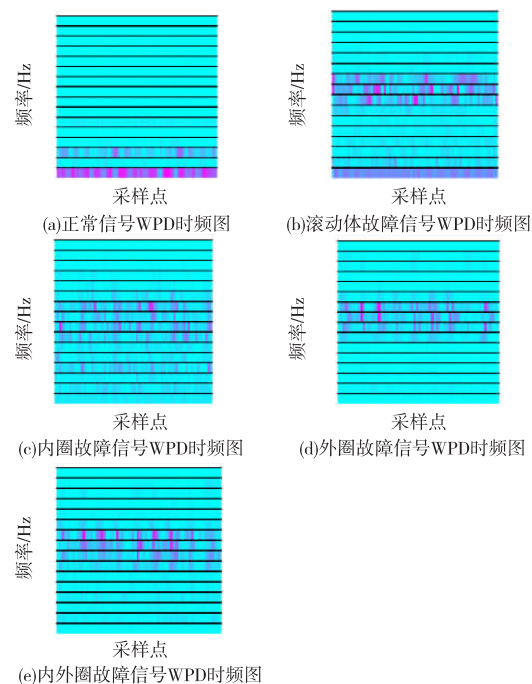 频率/Hz
采样点
(a)正常信号WPD时频图
频率/Hz
采样点
(b)滚动体故障信号WPD时频图
频率/Hz
采样点
(c)内圈故障信号WPD时频图
频率/Hz
采样点
(d)外圈故障信号WPD时频图
频率/Hz
采样点
(e)内外圈故障信号WPD时频图